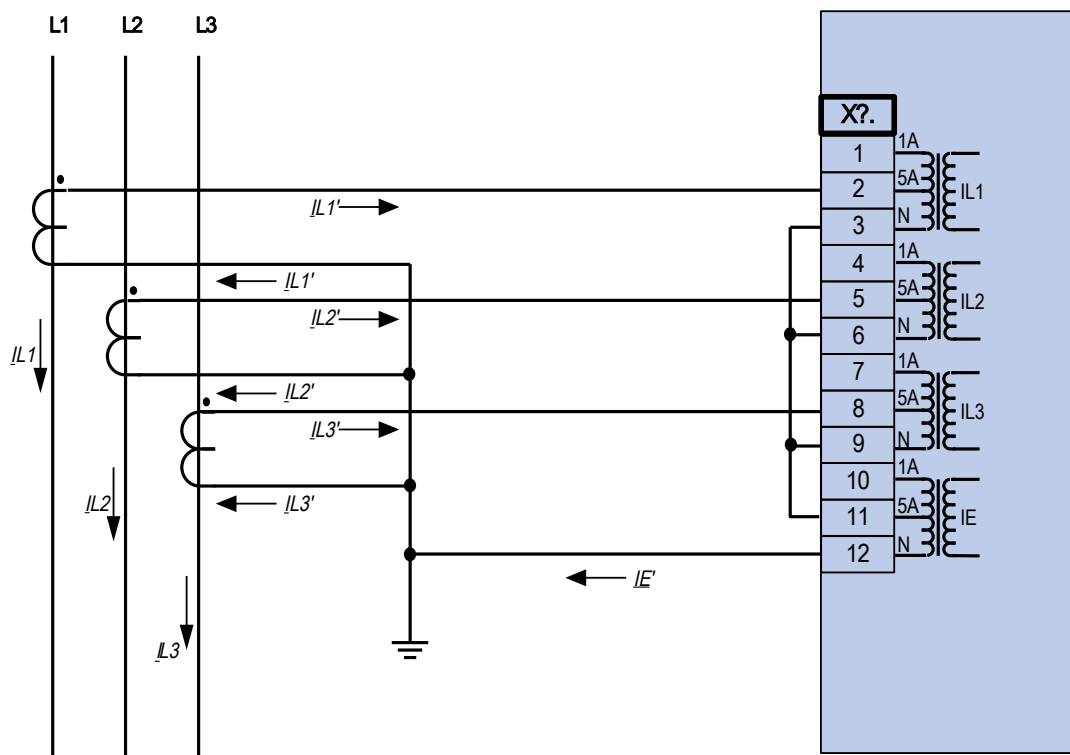 L1 L2 L3
X?.
1 1A
2 5A IL1
3 N
4 1A
5 5A IL2
6 N
7 1A
8 5A IL3
9 N
10 1A
11 5A IE
12 N
IL1'
IL1'
IL2'
IL1
IL2'
IL3'
IL2
IL3'
IE'
IL3